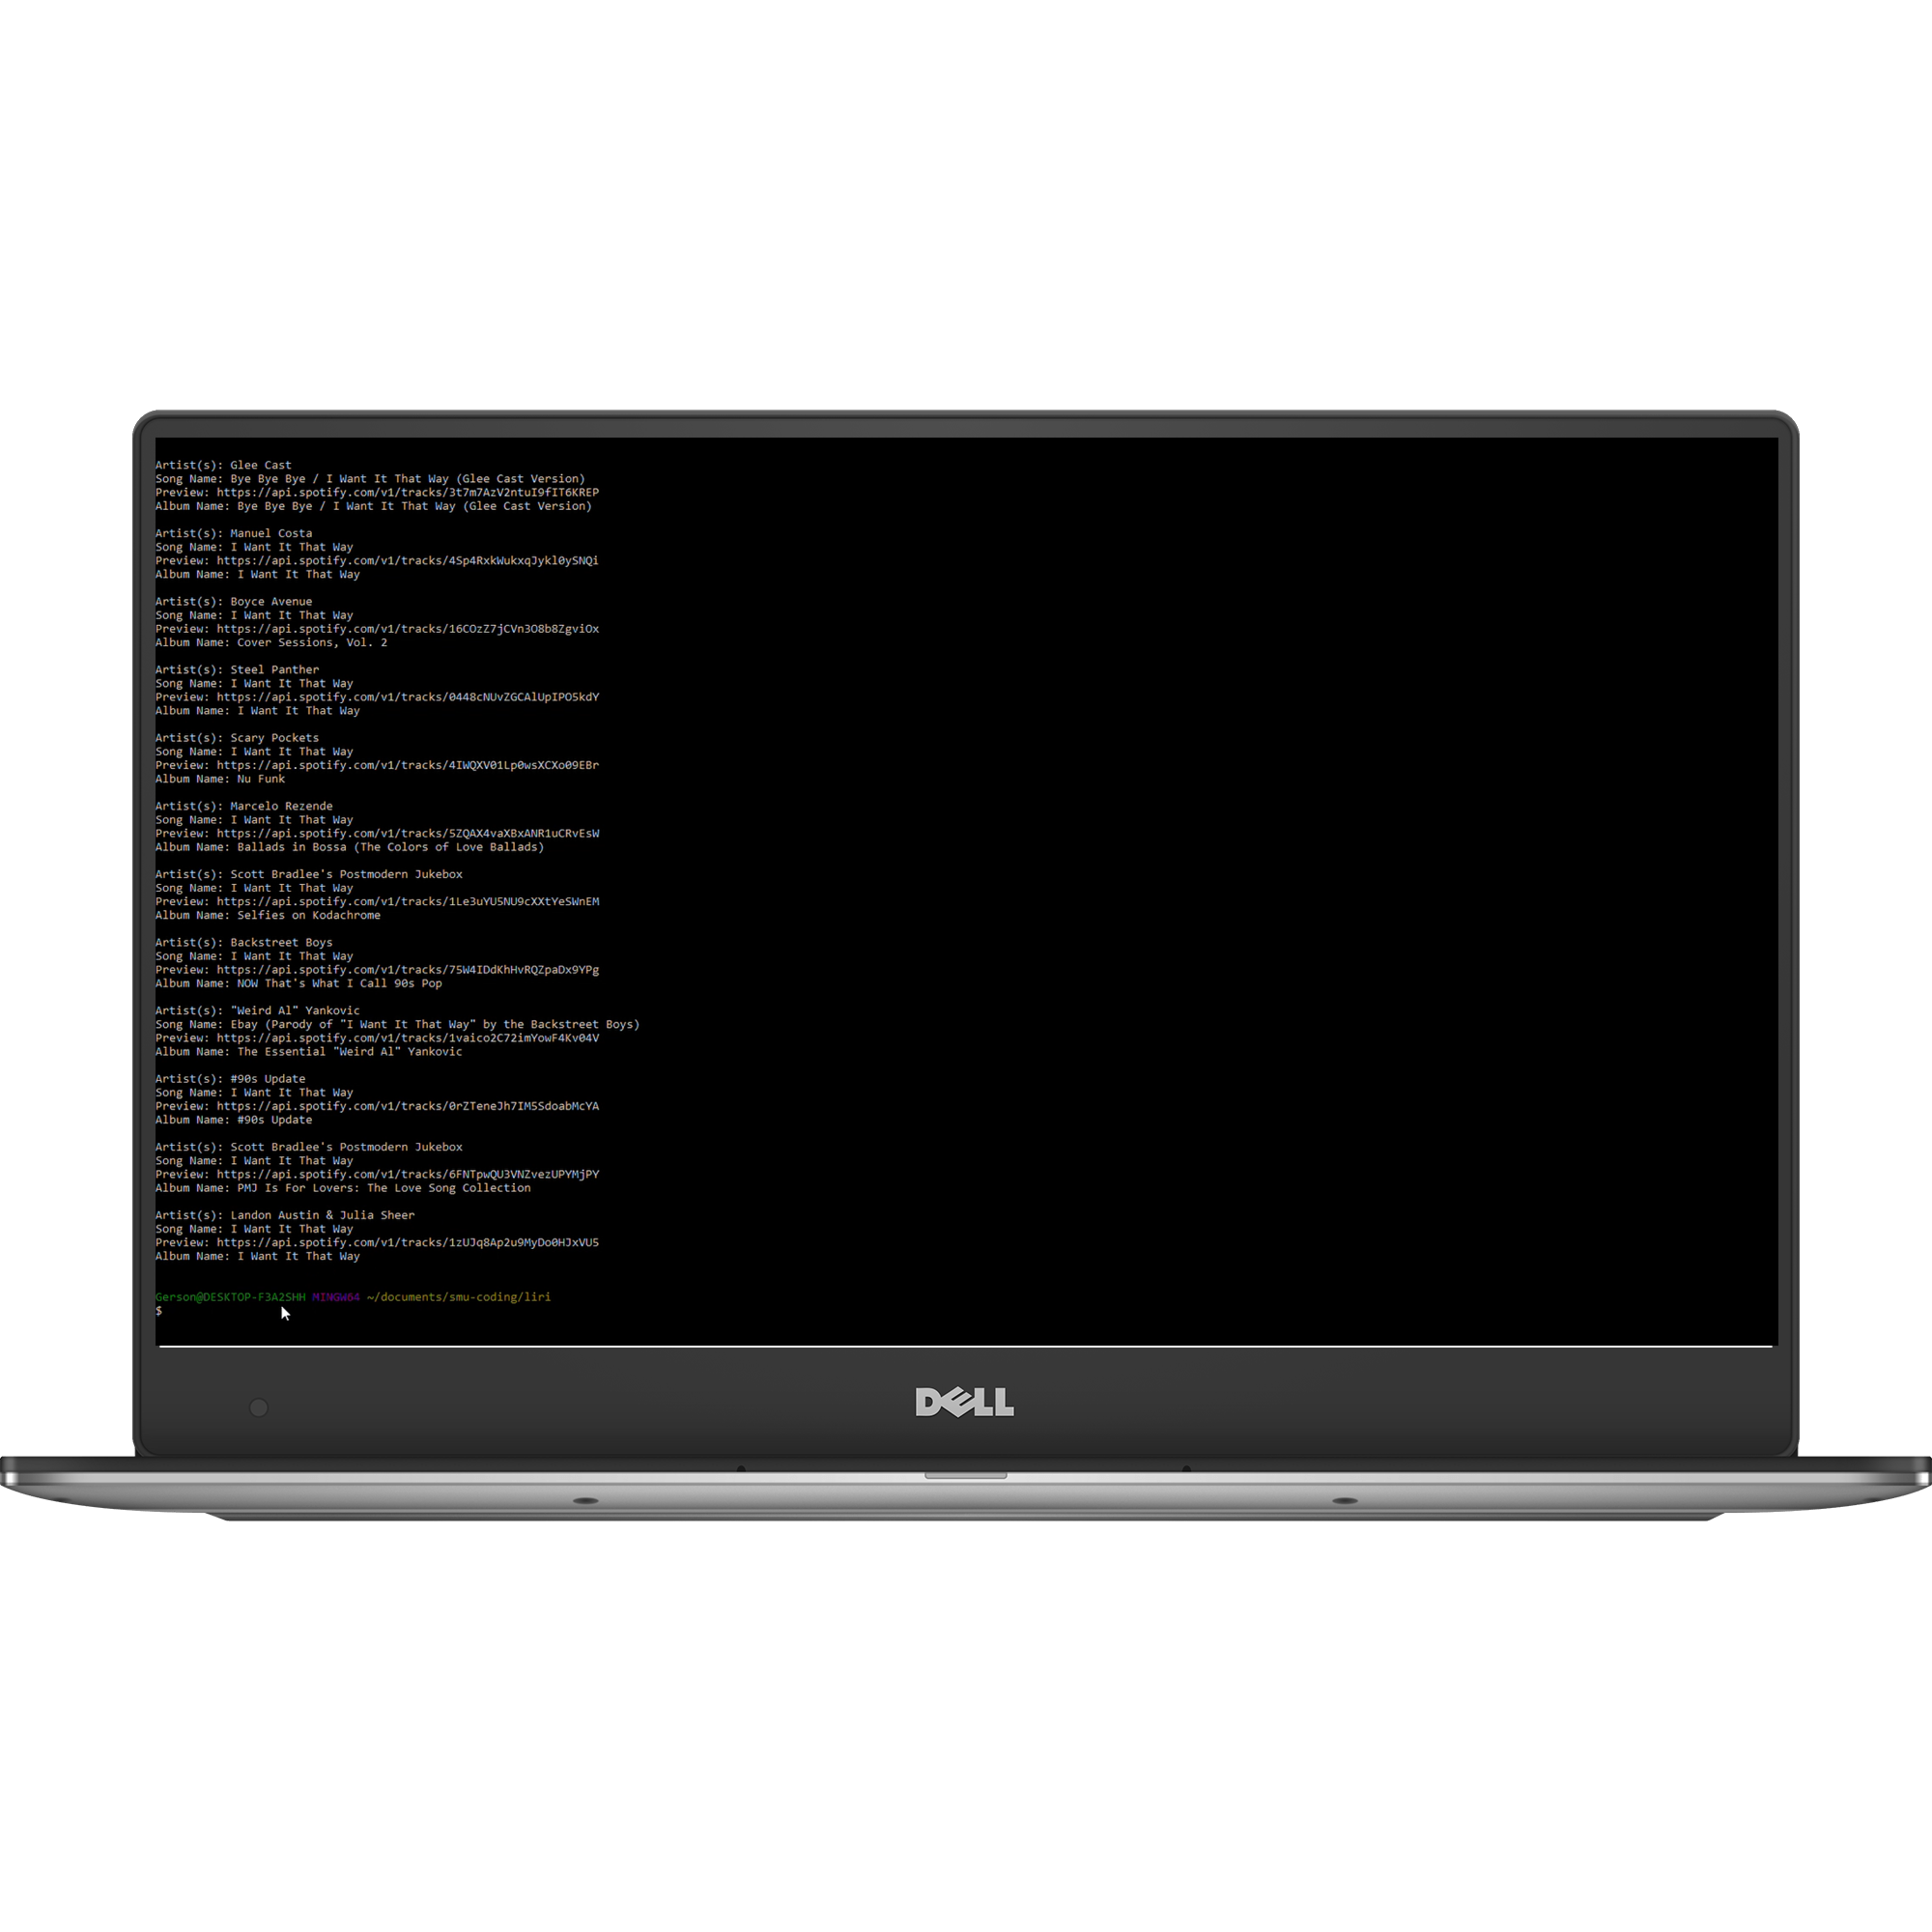 Artist(s): Glee Cast
Song Name: Bye Bye Bye / I Want It That Way (Glee Cast Version)
Preview: https://api.spotify.com/v1/tracks/3t7m7AzV2ntuI9fIT6KREP
Album Name: Bye Bye Bye / I Want It That Way (Glee Cast Version)
Artist(s): Manuel Costa
Song Name: I Want It That Way
Preview: https://api.spotify.com/v1/tracks/4Sp4RxkWukxqJykl0ySNQi
Album Name: I Want It That Way
Artist(s): Boyce Avenue
Song Name: I Want It That Way
Preview: https://api.spotify.com/v1/tracks/16COzZ7jCVn3O8b8ZgviOx
Album Name: Cover Sessions, Vol. 2
Artist(s): Steel Panther
Song Name: I Want It That Way
Preview: https://api.spotify.com/v1/tracks/0448cNUvZGCAlUpIPO5kdY
Album Name: I Want It That Way
Artist(s): Scary Pockets
Song Name: I Want It That Way
Preview: https://api.spotify.com/v1/tracks/4IWQXV01Lp0wsXCXo09EBr
Album Name: Nu Funk
Artist(s): Marcelo Rezende
Song Name: I Want It That Way
Preview: https://api.spotify.com/v1/tracks/5ZQAX4vaXBxANR1uCRvEsW
Album Name: Ballads in Bossa (The Colors of Love Ballads)
Artist(s): Scott Bradlee's Postmodern Jukebox
Song Name: I Want It That Way
Preview: https://api.spotify.com/v1/tracks/1Le3uYU5NU9cXXtYeSWnEM
Album Name: Selfies on Kodachrome
Artist(s): Backstreet Boys
Song Name: I Want It That Way
Preview: https://api.spotify.com/v1/tracks/75W4IDdKhHvRQZpaDx9YPg
Album Name: NOW That's What I Call 90s Pop
Artist(s): "Weird Al" Yankovic
Song Name: Ebay (Parody of "I Want It That Way" by the Backstreet Boys)
Preview: https://api.spotify.com/v1/tracks/1vaico2C72imYowF4Kv04V
Album Name: The Essential "Weird Al" Yankovic
Artist(s): #90s Update
Song Name: I Want It That Way
Preview: https://api.spotify.com/v1/tracks/0rZTeneJh7IM5SdoabMcYA
Album Name: #90s Update
Artist(s): Scott Bradlee's Postmodern Jukebox
Song Name: I Want It That Way
Preview: https://api.spotify.com/v1/tracks/6FNTpwQU3VNZvezUPYMjPY
Album Name: PMJ Is For Lovers: The Love Song Collection
Artist(s): Landon Austin & Julia Sheer
Song Name: I Want It That Way
Preview: https://api.spotify.com/v1/tracks/1zUJq8Ap2u9MyDo0HJxVU5
Album Name: I Want It That Way
Gerson@DESKTOP-F3A2SHH MINGW64 ~/documents/smu-coding/liri
$
DELL